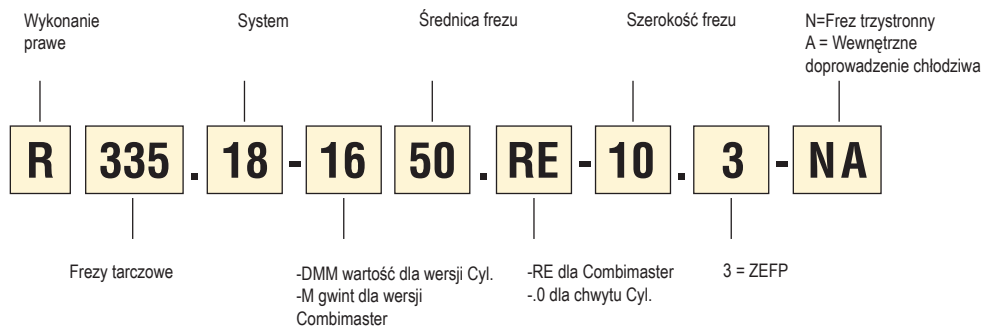 Wykonanie
prawe
System
Średnica frezu
Szerokość frezu
N=Frez trzystronny
A = Wewnętrzne
doprowadzenie chłodziwa
R 335.18-16 50.RE-10.3-NA
Frezy tarczowe
-DMM wartość dla wersji Cyl.
-M gwint dla wersji
Combimaster
-RE dla Combimaster
-.0 dla chwytu Cyl.
3 = ZEFP